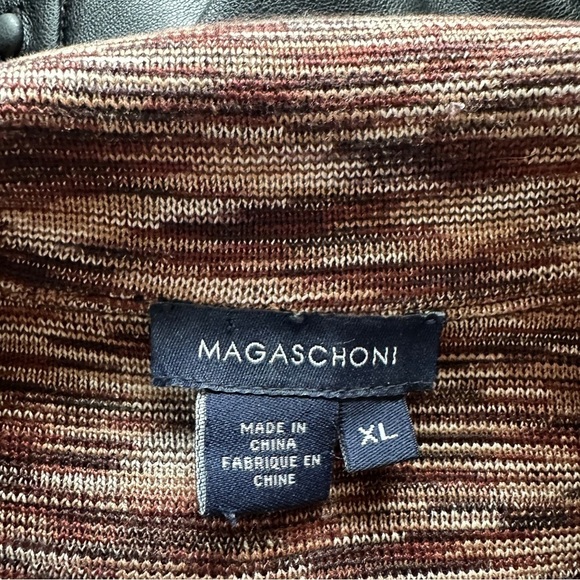 MAGASCHONI
MADE IN
CHINA
FABRIQUE EN
CHINE
XL